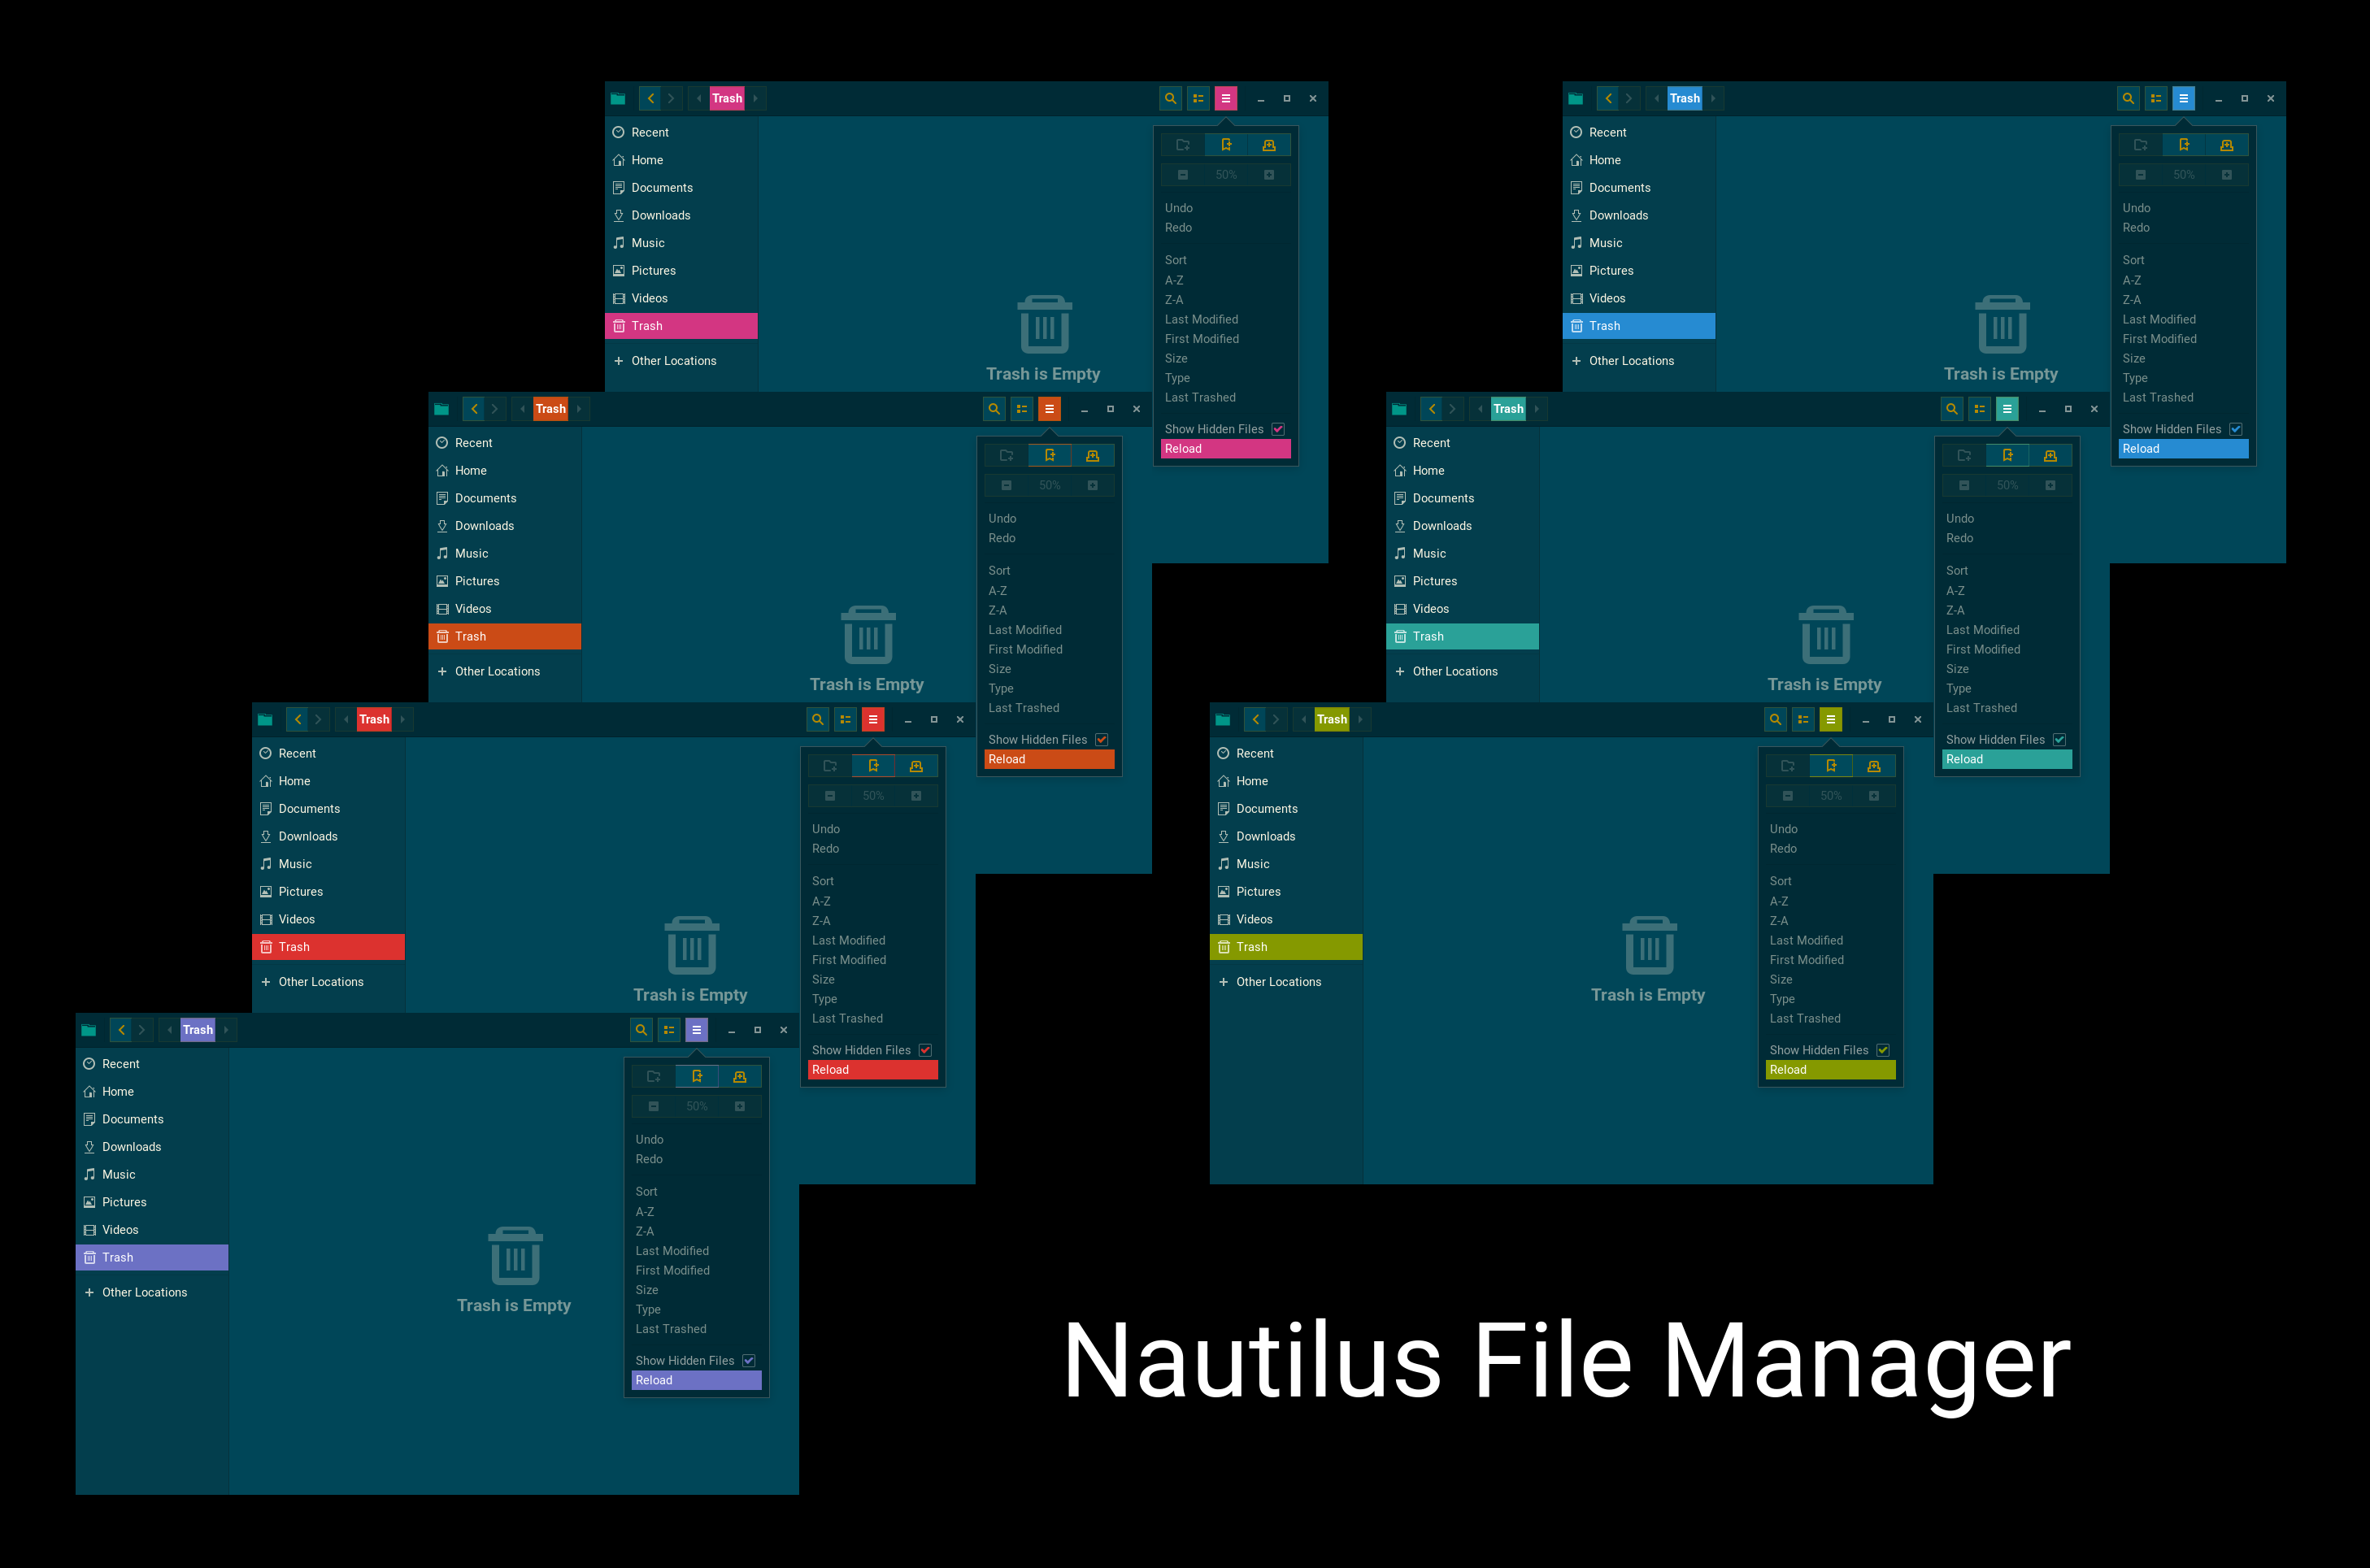 Trash
Recent
Home
Documents
Downloads
Music
Pictures
Videos
Trash
Other Locations
Trash is Empty
50%
Undo
Redo
Sort
A-Z
Z-A
Last Modified
First Modified
Size
Type
Last Trashed
Show Hidden Files
Reload
Trash
Recent
Home
Documents
Downloads
Music
Pictures
Videos
Trash
Other Locations
Trash is Empty
50%
Undo
Redo
Sort
A-Z
Z-A
Last Modified
First Modified
Size
Type
Last Trashed
Show Hidden Files
Reload
Trash
Recent
Home
Documents
Downloads
Music
Pictures
Videos
Trash
Other Locations
Trash is Empty
50%
Undo
Redo
Sort
A-Z
Z-A
Last Modified
First Modified
Size
Type
Last Trashed
Show Hidden Files
Reload
Trash
Recent
Home
Documents
Downloads
Music
Pictures
Videos
Trash
Other Locations
Trash is Empty
50%
Undo
Redo
Sort
A-Z
Z-A
Last Modified
First Modified
Size
Type
Last Trashed
Show Hidden Files
Reload
Trash
Recent
Home
Documents
Downloads
Music
Pictures
Videos
Trash
Other Locations
Trash is Empty
50%
Undo
Redo
Sort
A-Z
Z-A
Last Modified
First Modified
Size
Type
Last Trashed
Show Hidden Files
Reload
Trash
Recent
Home
Documents
Downloads
Music
Pictures
Videos
Trash
Other Locations
Trash is Empty
50%
Undo
Redo
Sort
A-Z
Z-A
Last Modified
First Modified
Size
Type
Last Trashed
Show Hidden Files
Reload
Trash
Recent
Home
Documents
Downloads
Music
Pictures
Videos
Trash
Other Locations
Trash is Empty
50%
Undo
Redo
Sort
A-Z
Z-A
Last Modified
First Modified
Size
Type
Last Trashed
Show Hidden Files
Reload
Nautilus File Manager